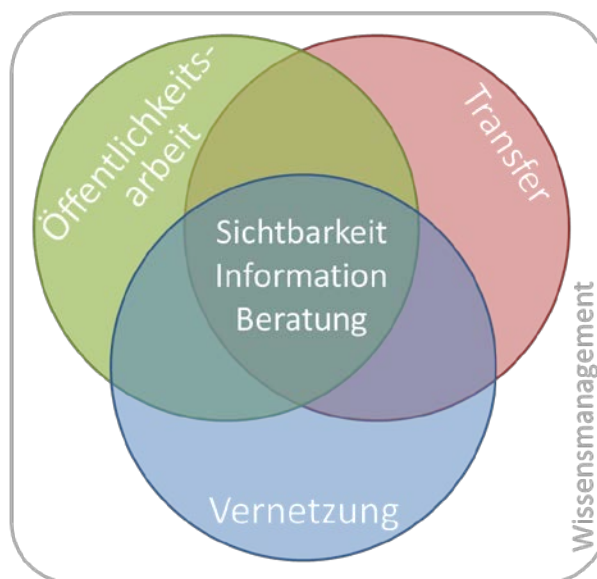 Öffentlichkeits-
arbeit
Transfer
Sichtbarkeit
Information
Beratung
Vernetzung
Wissensmanagement